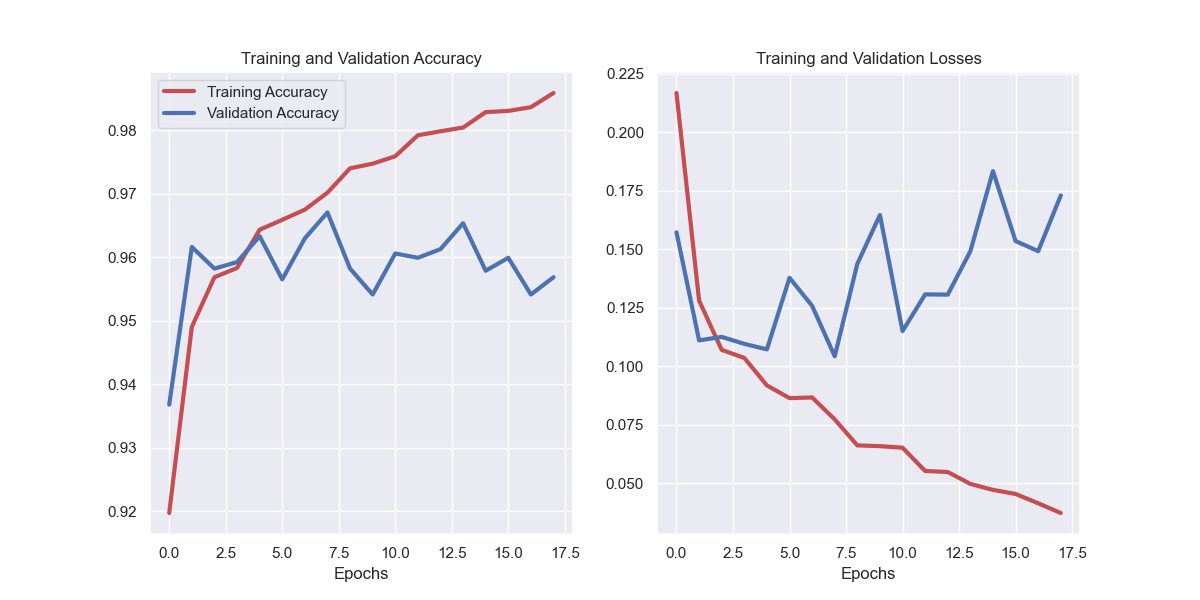 Training and Validation Accuracy
Training Accuracy
Validation Accuracy
0.98
0.97
0.96
0.95
0.94
0.93
0.92
0.0 2.5 5.0 7.5 10.0 12.5 15.0 17.5
Epochs
Training and Validation Losses
0.225
0.200
0.175
0.150
0.125
0.100
0.075
0.050
0.0 2.5 5.0 7.5 10.0 12.5 15.0 17.5
Epochs